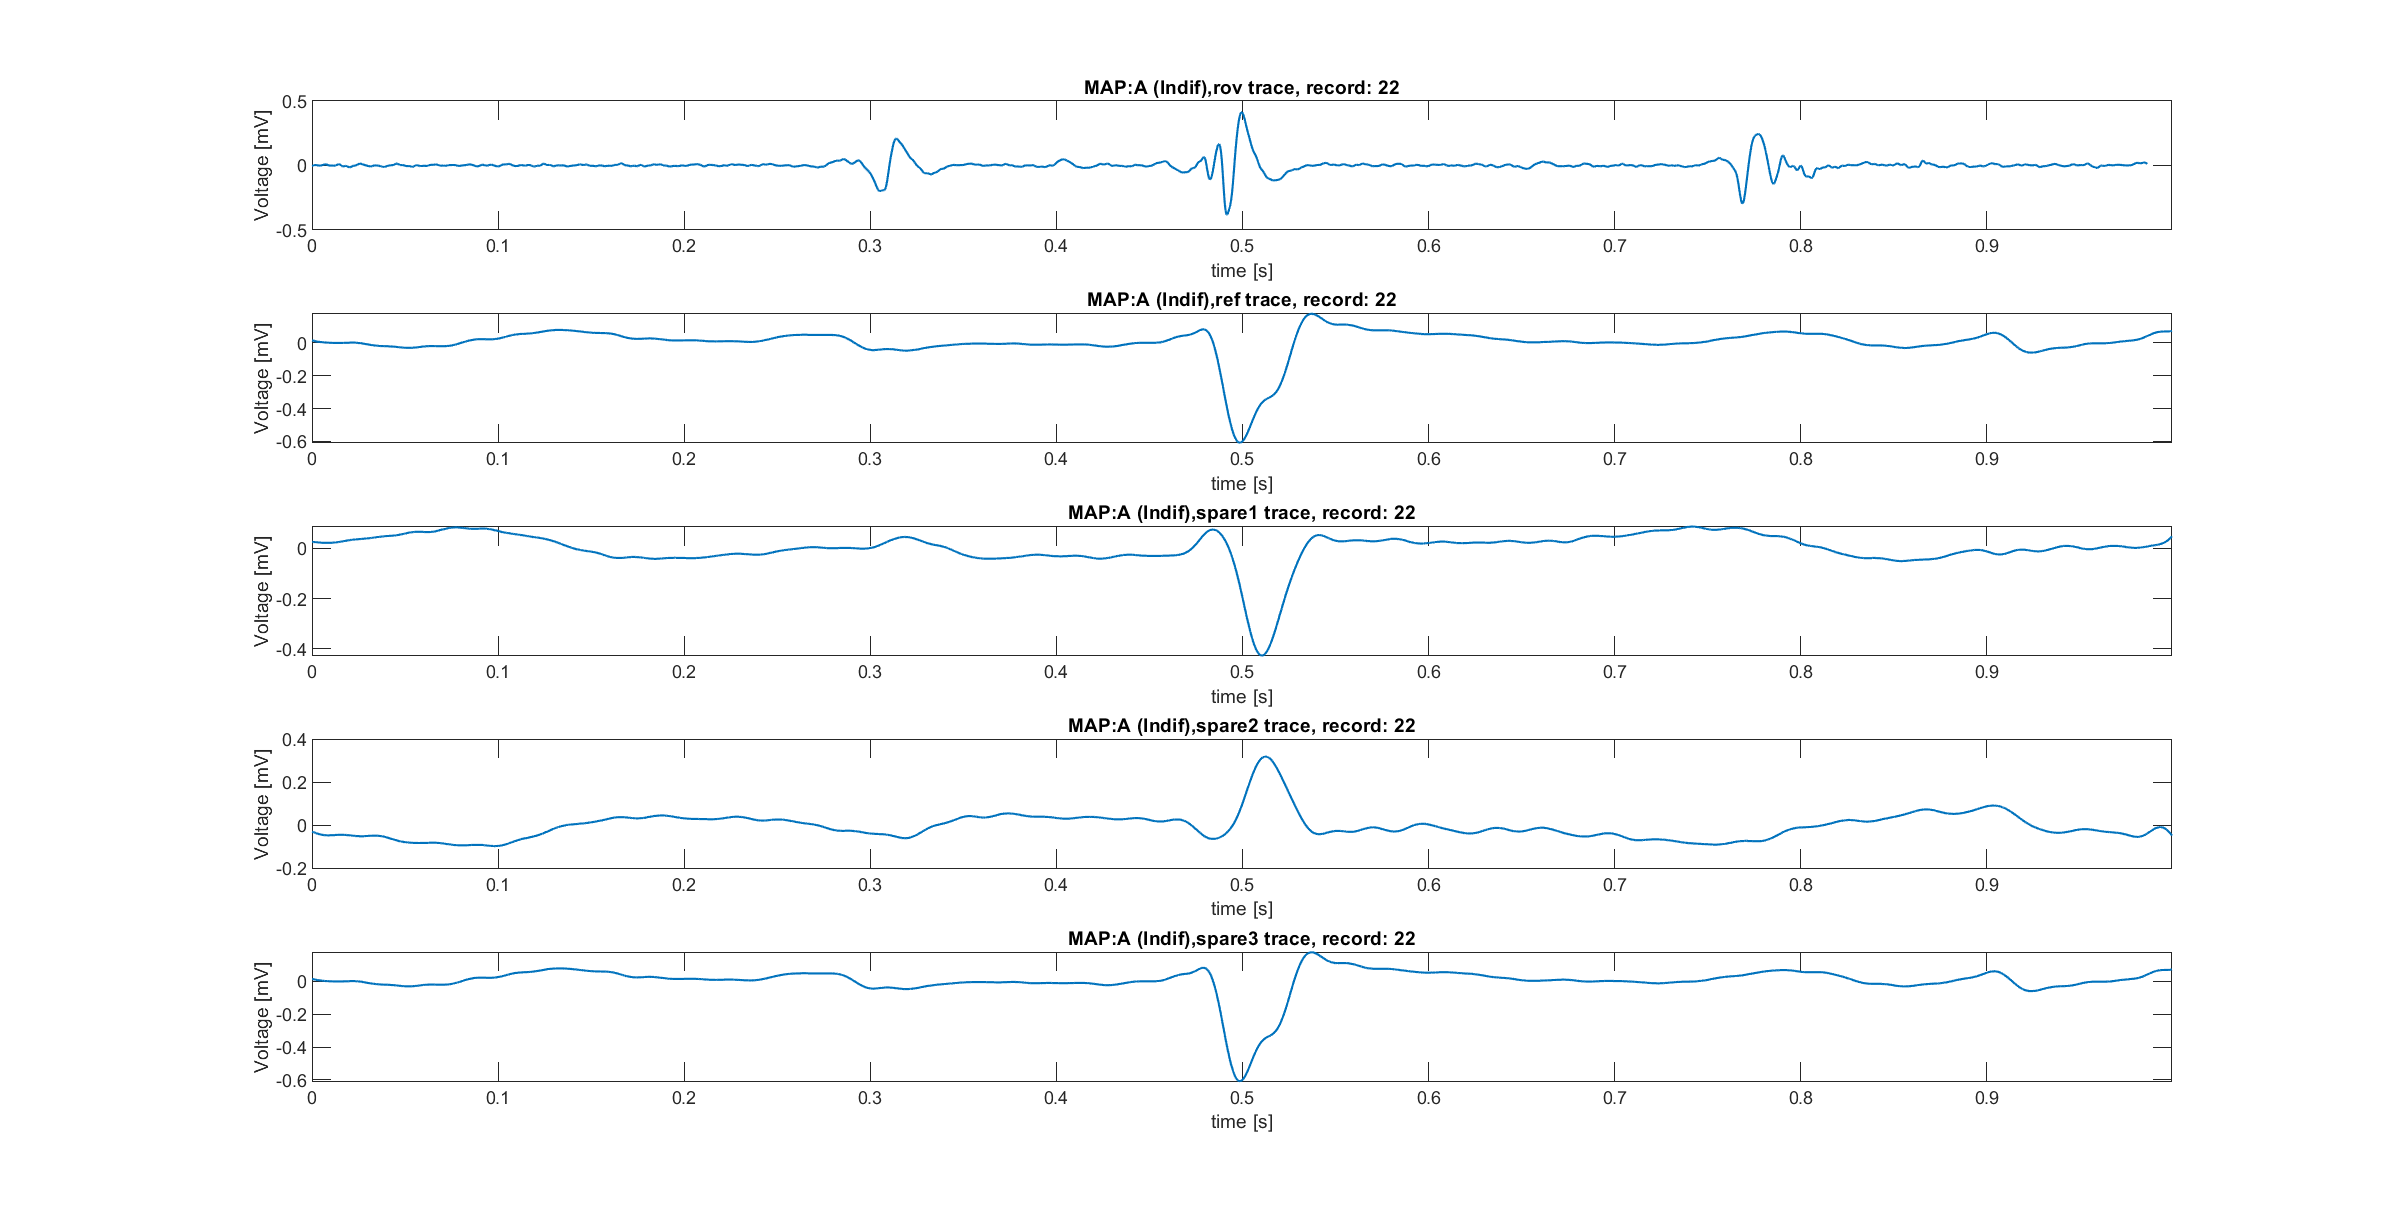 MAP:A (Indif),rov trace, record: 22
Voltage [mV]
0.5
0
-0.5
0 0.1 0.2 0.3 0.4 0.5 0.6 0.7 0.8 0.9
time [s]
MAP:A (Indif),ref trace, record: 22
Voltage [mV]
0
-0.2
-0.4
-0.6
0 0.1 0.2 0.3 0.4 0.5 0.6 0.7 0.8 0.9
time [s]
MAP:A (Indif),spare1 trace, record: 22
Voltage [mV]
0
-0.2
-0.4
0 0.1 0.2 0.3 0.4 0.5 0.6 0.7 0.8 0.9
time [s]
MAP:A (Indif),spare2 trace, record: 22
Voltage [mV]
0.4
0.2
0
-0.2
0 0.1 0.2 0.3 0.4 0.5 0.6 0.7 0.8 0.9
time [s]
MAP:A (Indif),spare3 trace, record: 22
Voltage [mV]
0
-0.2
-0.4
-0.6
0 0.1 0.2 0.3 0.4 0.5 0.6 0.7 0.8 0.9
time [s]